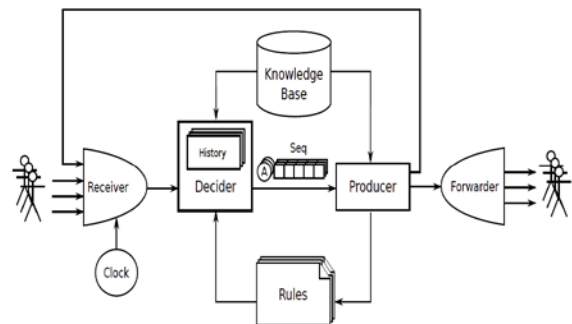 Knowledge
Base
History
Seq
A
Receiver
Decider
Producer
Forwarder
Clock
Rules